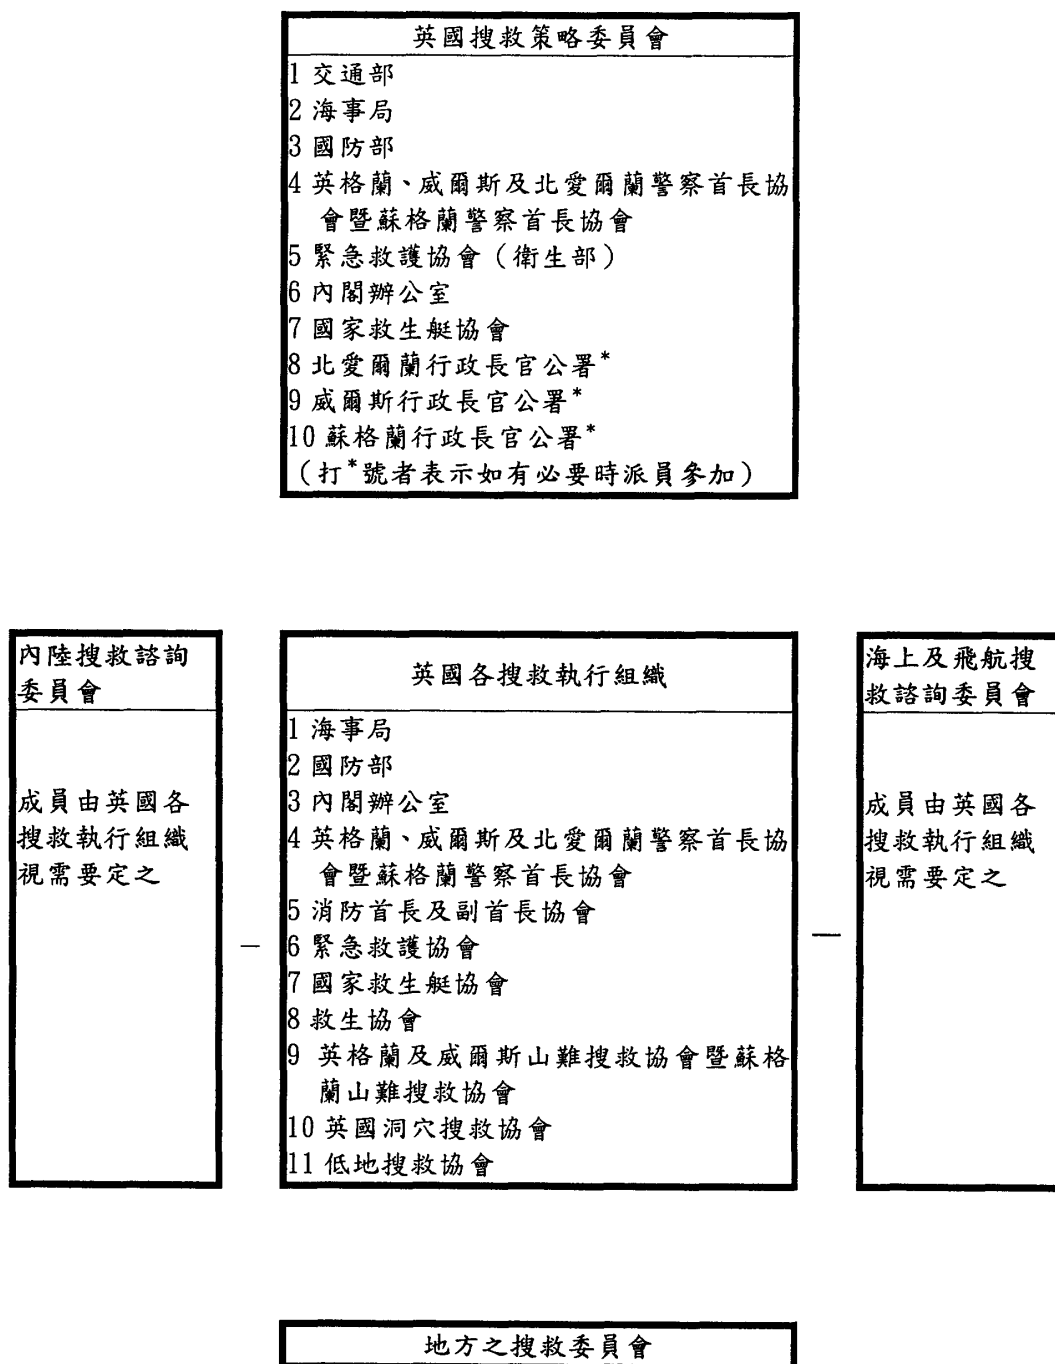 英國搜救策略委員會
1 交通部
2 海事局
3 國防部
4 英格蘭、威爾斯及北愛爾蘭警察首長協
會暨蘇格蘭警察首長協會
5 緊急救護協會（衛生部）
6 內閣辦公室
7 國家救生艇協會
8 北愛爾蘭行政長官公署*
9 威爾斯行政長官公署*
10 蘇格蘭行政長官公署*
（打*號者表示如有必要時派員參加）
內陸搜救諮詢
委員會
成員由英國各
搜救執行組織
視需要定之
英國各搜救執行組織
1 海事局
2 國防部
3 內閣辦公室
4 英格蘭、威爾斯及北愛爾蘭警察首長協
會暨蘇格蘭警察首長協會
5 消防首長及副首長協會
6 緊急救護協會
7 國家救生艇協會
8 救生協會
9 英格蘭及威爾斯山難搜救協會暨蘇格
蘭山難搜救協會
10 英國洞穴搜救協會
11 低地搜救協會
海上及飛航搜
救諮詢委員會
成員由英國各
搜救執行組織
視需要定之
地方之搜救委員會